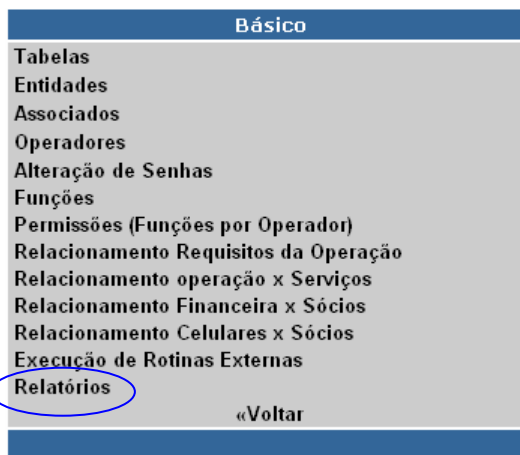 Básico
Tabelas
Entidades
Associados
Operadores
Alteração de Senhas
Funções
Permissões (Funções por Operador)
Relacionamento Requisitos da Operação
Relacionamento operação x Serviços
Relacionamento Financeira x Sócios
Relacionamento Celulares x Sócios
Execução de Rotinas Externas
Relatórios
«Voltar